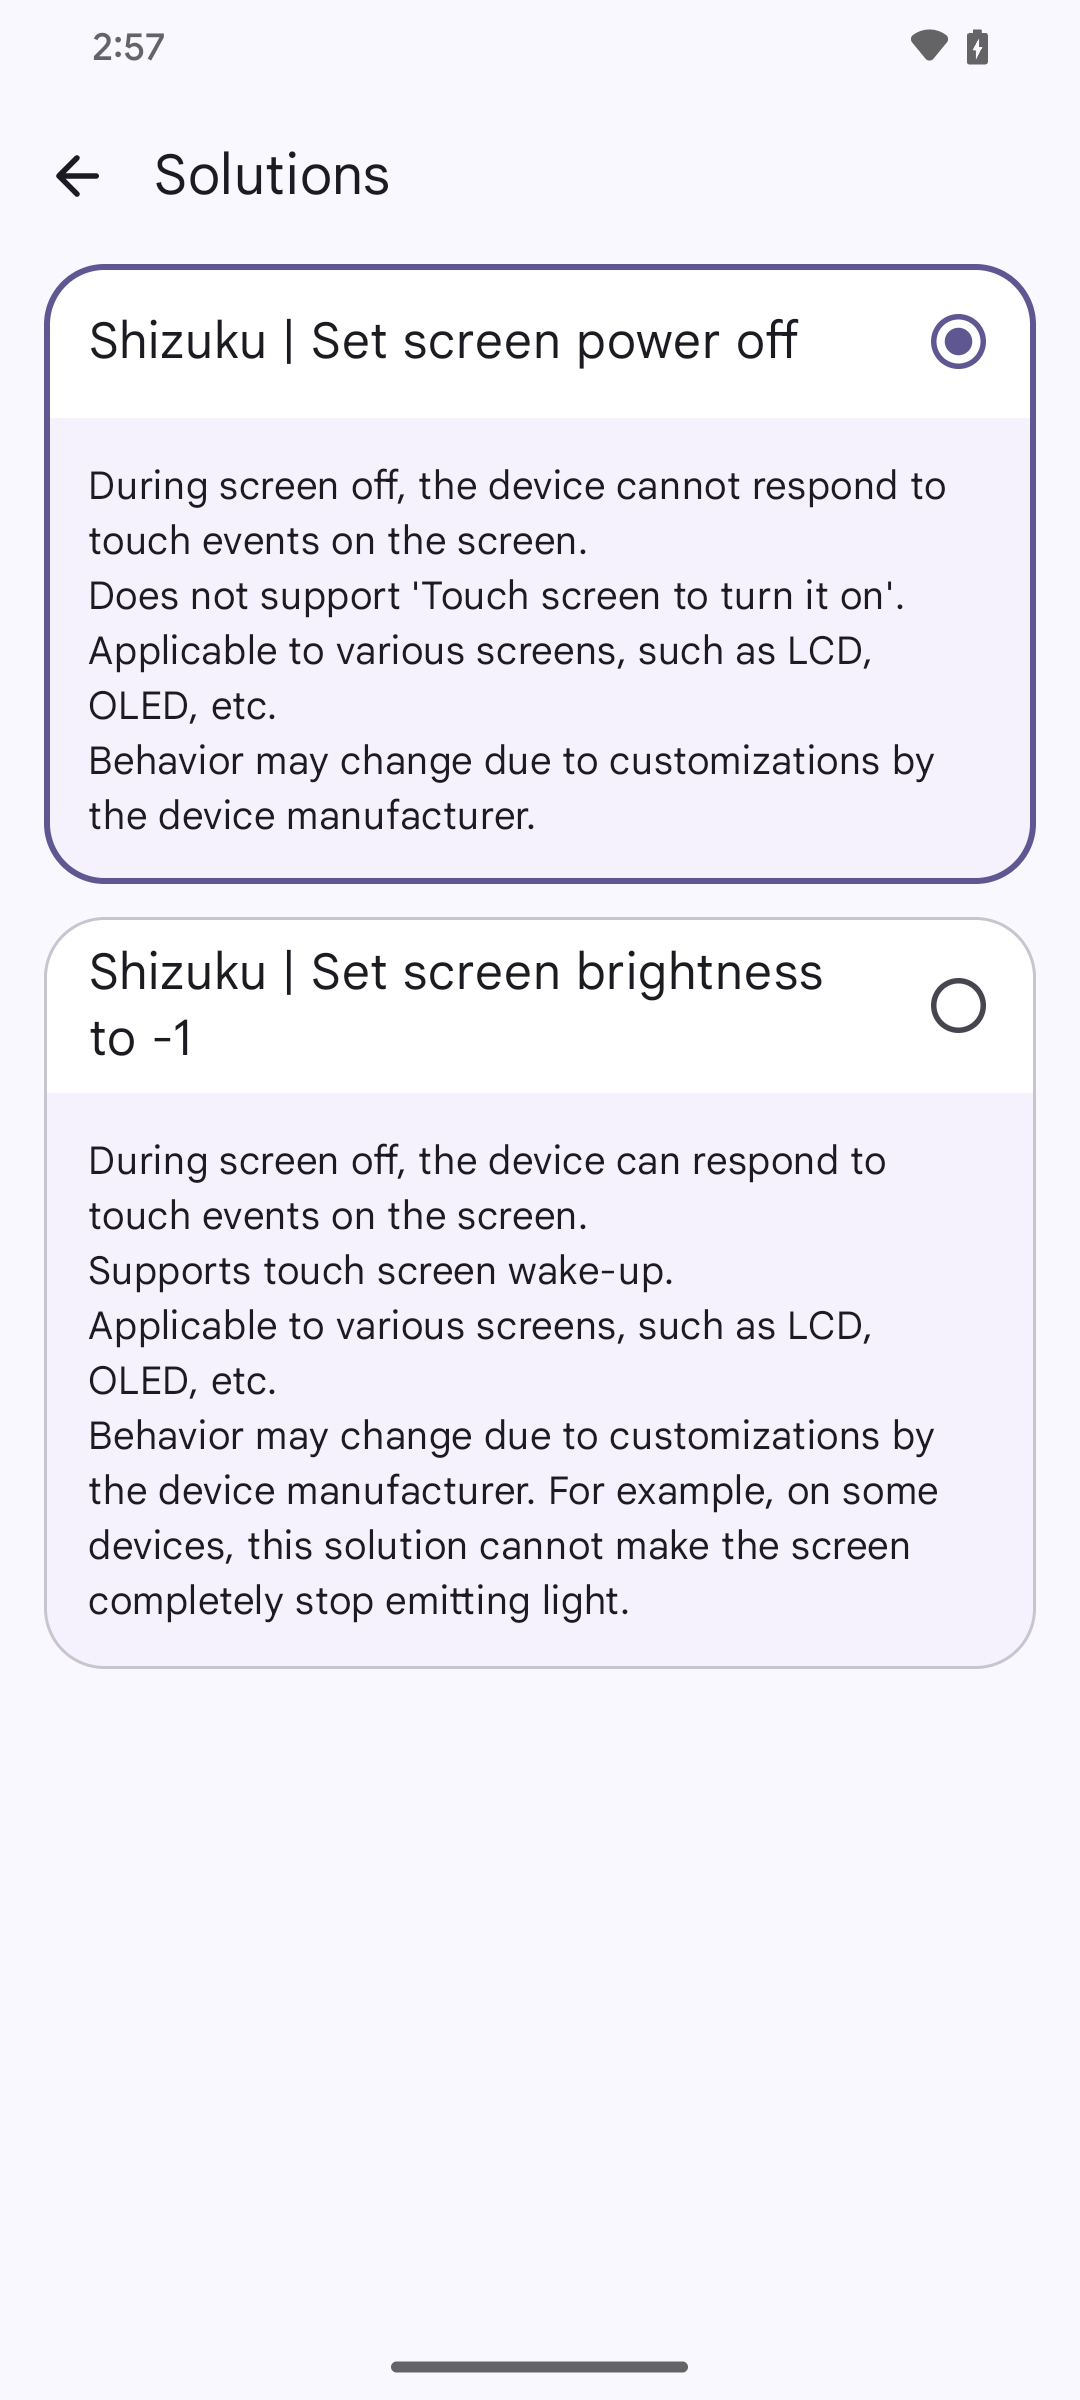 2:57
Solutions
Shizuku | Set screen power off
During screen off, the device cannot respond to
touch events on the screen.
Does not support 'Touch screen to turn it on'.
Applicable to various screens, such as LCD,
OLED, etc.
Behavior may change due to customizations by
the device manufacturer.
Shizuku | Set screen brightness
to -1
During screen off, the device can respond to
touch events on the screen.
Supports touch screen wake-up.
Applicable to various screens, such as LCD,
OLED, etc.
Behavior may change due to customizations by
the device manufacturer. For example, on some
devices, this solution cannot make the screen
completely stop emitting light.